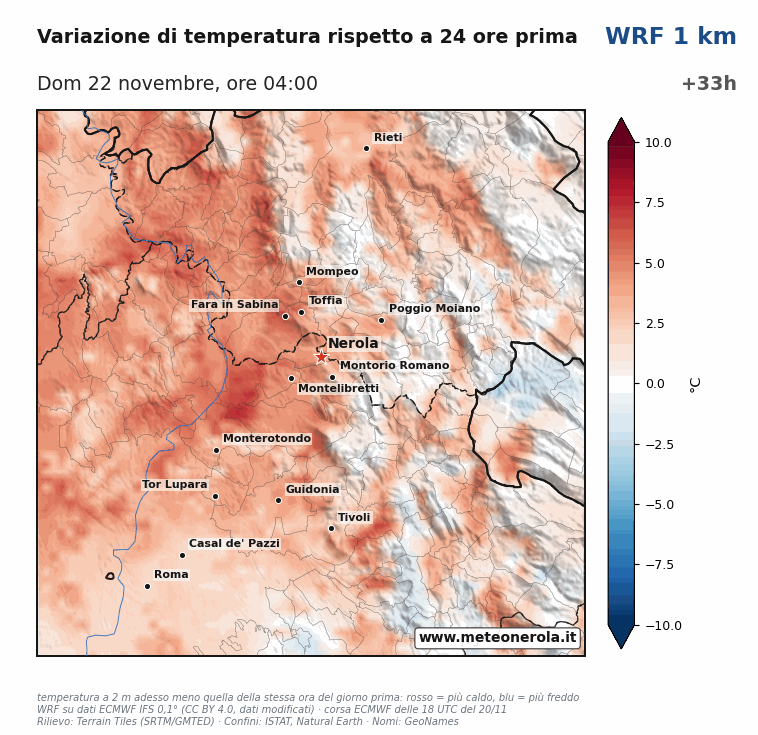 Variazione di temperatura rispetto a 24 ore prima
WRF 1 km
Dom 22 novembre, ore 04:00
+33h
Rieti
Mompeo
Fara in Sabina
Toffia
Poggio Moiano
Nerola
Montorio Romano
Montelibretti
Monterotondo
Tor Lupara
Guidonia
Tivoli
Casal de' Pazzi
Roma
www.meteonerola.it
10.0
7.5
5.0
2.5
0.0
−2.5
−5.0
−7.5
−10.0
°C
temperatura a 2 m adesso meno quella della stessa ora del giorno prima: rosso = più caldo, blu = più freddo
WRF su dati ECMWF IFS 0,1° (CC BY 4.0, dati modificati) · corsa ECMWF delle 18 UTC del 20/11
Rilievo: Terrain Tiles (SRTM/GMTED) · Confini: ISTAT, Natural Earth · Nomi: GeoNames